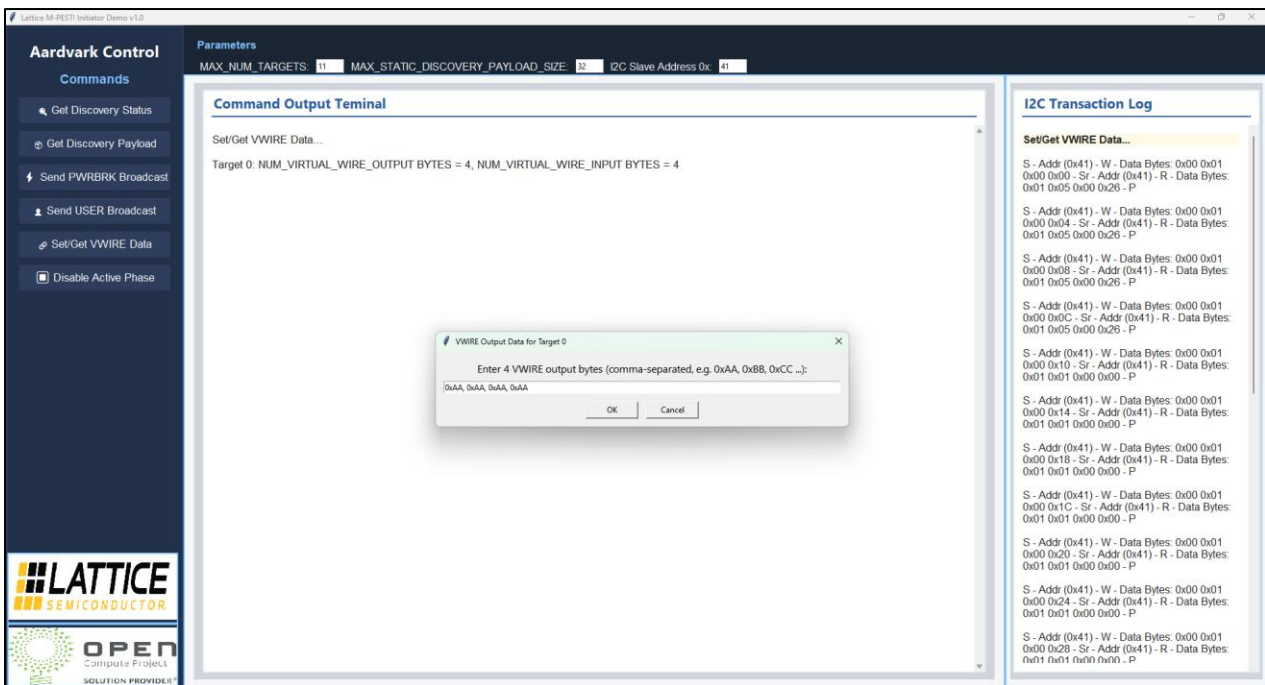 Lattice M-PESTI Initiator Demo v1.0
Aardvark Control
Commands
Get Discovery Status
Get Discovery Payload
Send PWRBRK Broadcast
Send USER Broadcast
Set/Get VWIRE Data
Disable Active Phase
Parameters
MAX_NUM_TARGETS: 11 MAX_STATIC_DISCOVERY_PAYLOAD_SIZE: 32 I2C Slave Address 0x: 41
Command Output Teminal
Set/Get VWIRE Data...
Target 0: NUM_VIRTUAL_WIRE_OUTPUT BYTES = 4, NUM_VIRTUAL_WIRE_INPUT BYTES = 4
VWIRE Output Data for Target 0
Enter 4 VWIRE output bytes (comma-separated, e.g. 0xAA, 0xBB, 0xCC ...):
0xAA, 0xAA, 0xAA, 0xAA
OK Cancel
I2C Transaction Log
Set/Get VWIRE Data...
S - Addr (0x41) - W - Data Bytes: 0x00 0x01
0x00 0x00 - Sr - Addr (0x41) - R - Data Bytes:
0x01 0x05 0x00 0x26 - P
S - Addr (0x41) - W - Data Bytes: 0x00 0x01
0x00 0x04 - Sr - Addr (0x41) - R - Data Bytes:
0x01 0x05 0x00 0x26 - P
S - Addr (0x41) - W - Data Bytes: 0x00 0x01
0x00 0x08 - Sr - Addr (0x41) - R - Data Bytes:
0x01 0x05 0x00 0x26 - P
S - Addr (0x41) - W - Data Bytes: 0x00 0x01
0x00 0x0C - Sr - Addr (0x41) - R - Data Bytes:
0x01 0x05 0x00 0x26 - P
S - Addr (0x41) - W - Data Bytes: 0x00 0x01
0x00 0x10 - Sr - Addr (0x41) - R - Data Bytes:
0x01 0x01 0x00 0x00 - P
S - Addr (0x41) - W - Data Bytes: 0x00 0x01
0x00 0x14 - Sr - Addr (0x41) - R - Data Bytes:
0x01 0x01 0x00 0x00 - P
S - Addr (0x41) - W - Data Bytes: 0x00 0x01
0x00 0x18 - Sr - Addr (0x41) - R - Data Bytes:
0x01 0x01 0x00 0x00 - P
S - Addr (0x41) - W - Data Bytes: 0x00 0x01
0x00 0x1C - Sr - Addr (0x41) - R - Data Bytes:
0x01 0x01 0x00 0x00 - P
S - Addr (0x41) - W - Data Bytes: 0x00 0x01
0x00 0x20 - Sr - Addr (0x41) - R - Data Bytes:
0x01 0x01 0x00 0x00 - P
S - Addr (0x41) - W - Data Bytes: 0x00 0x01
0x00 0x24 - Sr - Addr (0x41) - R - Data Bytes:
0x01 0x01 0x00 0x00 - P
S - Addr (0x41) - W - Data Bytes: 0x00 0x01
0x00 0x28 - Sr - Addr (0x41) - R - Data Bytes:
0x01 0x01 0x00 0x00 - P
LATTICE
SEMICONDUCTOR
OPEN
Compute Project
SOLUTION PROVIDER®